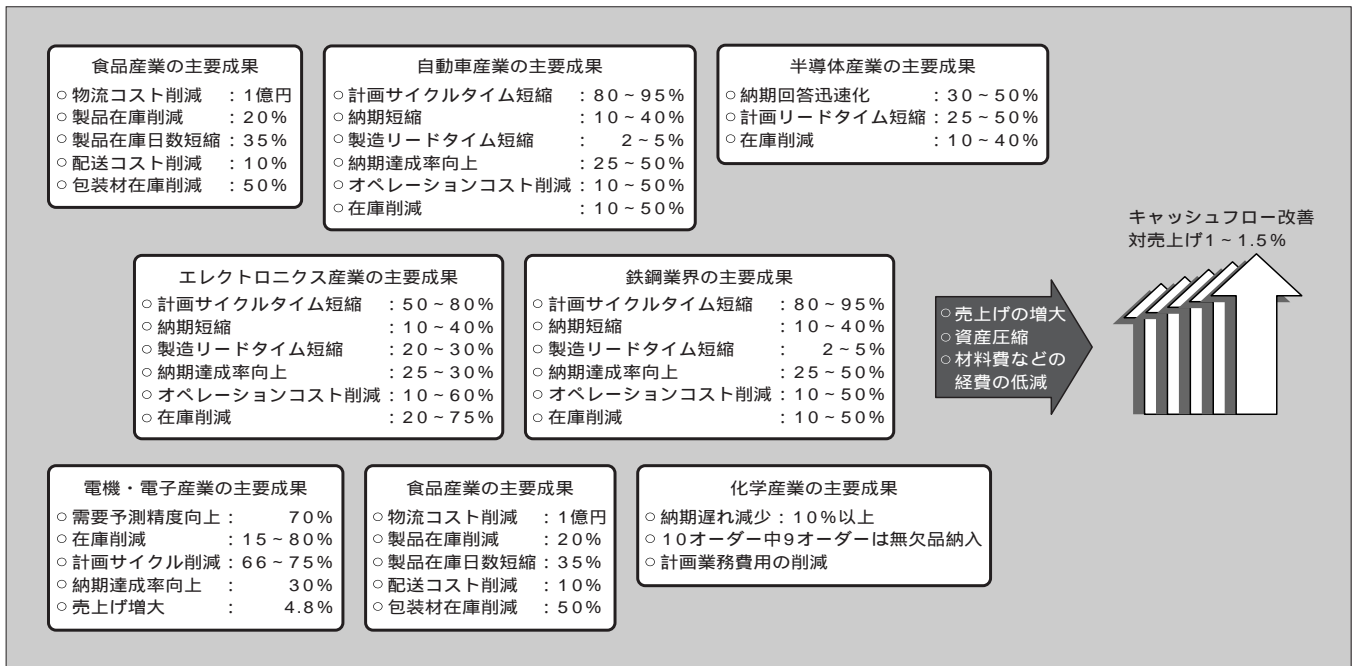 食品産業の主要成果
○物流コスト削減 :1億円
○製品在庫削減 :20%
○製品在庫日数短縮:35%
○配送コスト削減 :10%
○包装材在庫削減 :50%
自動車産業の主要成果
○計画サイクルタイム短縮 :80~95%
○納期短縮 :10~40%
○製造リードタイム短縮 : 2~5%
○納期達成率向上 :25~50%
○オペレーションコスト削減:10~50%
○在庫削減 :10~50%
半導体産業の主要成果
○納期回答迅速化 :30~50%
○計画リードタイム短縮:25~50%
○在庫削減 :10~40%
エレクトロニクス産業の主要成果
○計画サイクルタイム短縮 :50~80%
○納期短縮 :10~40%
○製造リードタイム短縮 :20~30%
○納期達成率向上 :25~30%
○オペレーションコスト削減:10~60%
○在庫削減 :20~75%
鉄鋼業界の主要成果
○計画サイクルタイム短縮 :80~95%
○納期短縮 :10~40%
○製造リードタイム短縮 : 2~5%
○納期達成率向上 :25~50%
○オペレーションコスト削減:10~50%
○在庫削減 :10~50%
○売上げの増大
○資産圧縮
○材料費などの
経費の低減
キャッシュフロー改善
対売上げ1~1.5%
電機・電子産業の主要成果
○需要予測精度向上: 70%
○在庫削減 :15~80%
○計画サイクル削減:66~75%
○納期達成率向上 : 30%
○売上げ増大 : 4.8%
食品産業の主要成果
○物流コスト削減 :1億円
○製品在庫削減 :20%
○製品在庫日数短縮:35%
○配送コスト削減 :10%
○包装材在庫削減 :50%
化学産業の主要成果
○納期遅れ減少:10%以上
○10オーダー中9オーダーは無欠品納入
○計画業務費用の削減